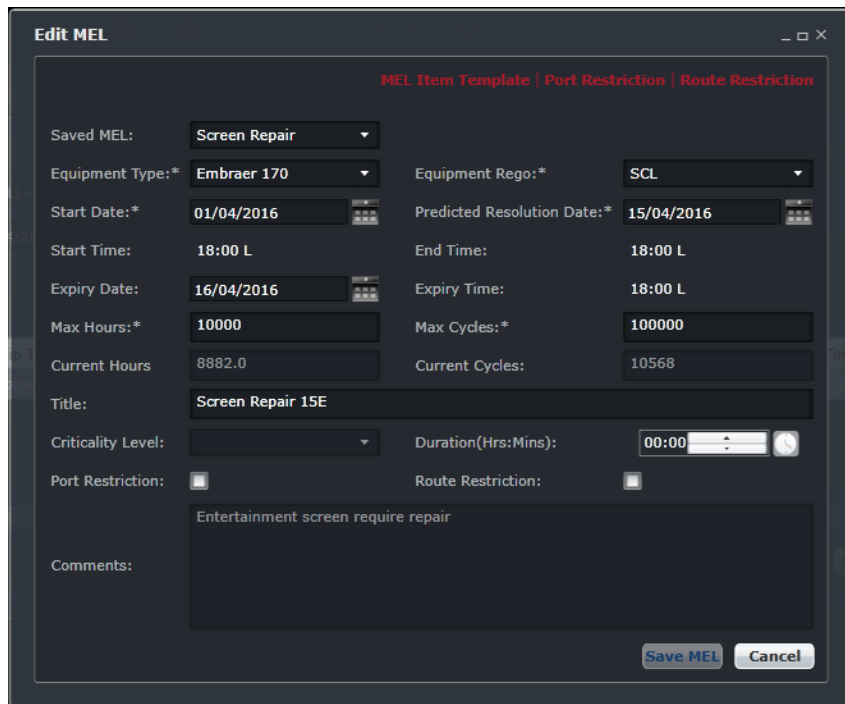 Edit MEL
MEL Item Template | Port Restriction | Route Restriction
Saved MEL: Screen Repair
Equipment Type:* Embraer 170 Equipment Rego:* SCL
Start Date:* 01/04/2016 Predicted Resolution Date:* 15/04/2016
Start Time: 18:00 L End Time: 18:00 L
Expiry Date: 16/04/2016 Expiry Time: 18:00 L
Max Hours:* 10000 Max Cycles:* 100000
Current Hours 8882.0 Current Cycles: 10568
Title: Screen Repair 15E
Criticality Level: Duration(Hrs:Mins): 00:00
Port Restriction: Route Restriction:
Entertainment screen require repair
Comments:
Save MEL Cancel